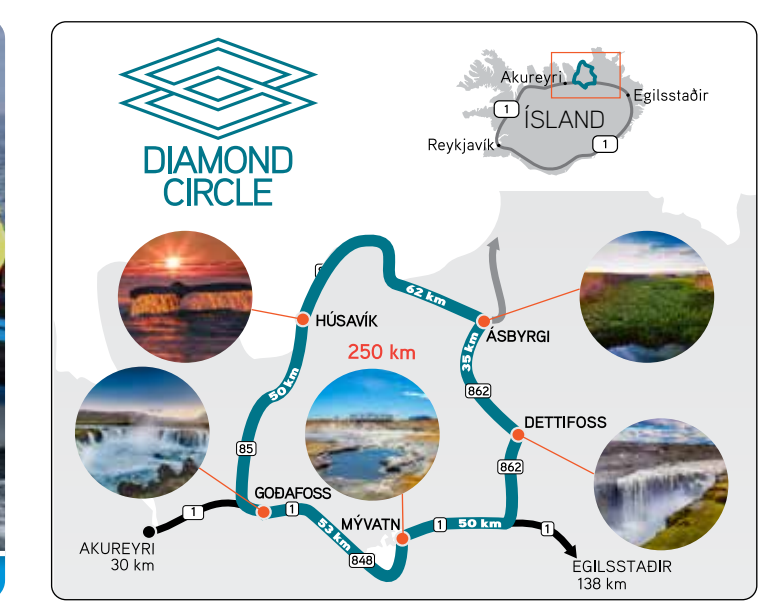 DIAMOND
CIRCLE
Akureyri
Egilsstaðir
1
ÍSLAND
Reykjavík
1
62 km
HÚSAVÍK
ÁSBYRGI
250 km
35 km
50 km
862
DETTIFOSS
85
862
GOÐAFOSS
1
1
53 km
MÝVATN
1
50 km
1
AKUREYRI
30 km
848
EGILSSTAÐIR
138 km